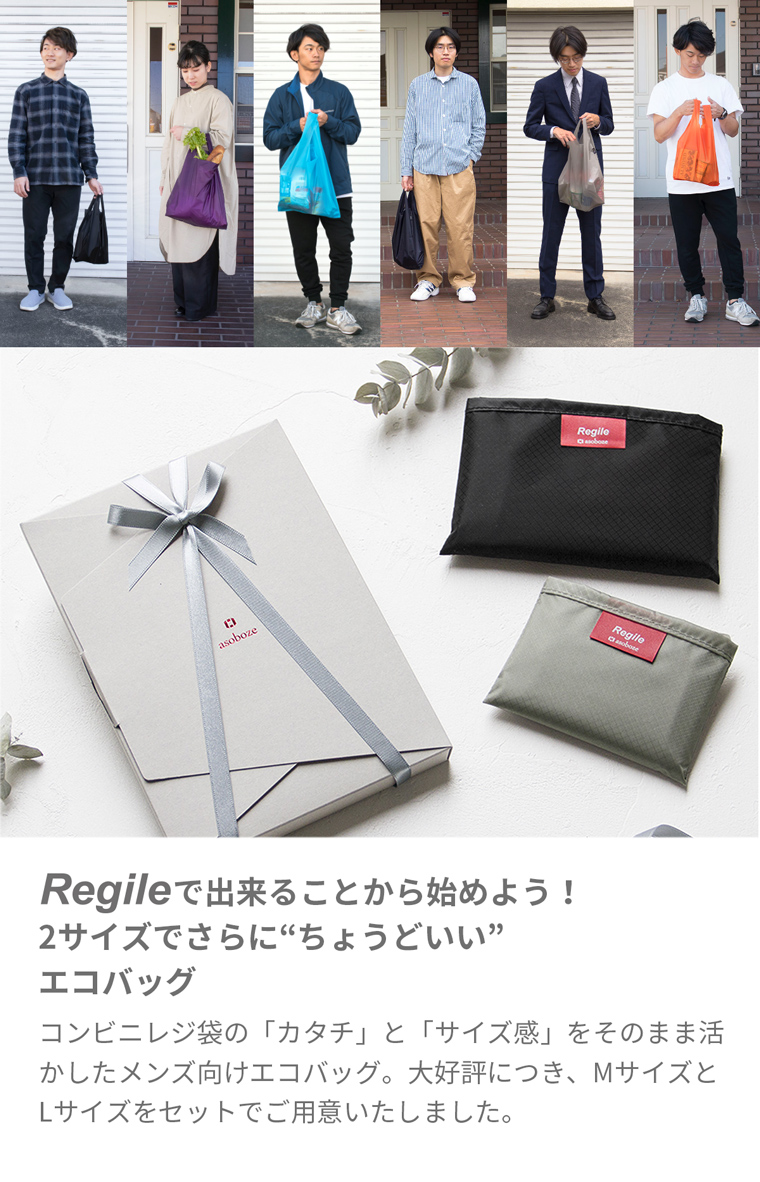 Regile
asoboze
asoboze
Regile
asoboze
Regileで出来ることから始めよう！
2サイズでさらに“ちょうどいい”
エコバッグ
コンビニレジ袋の「カタチ」と「サイズ感」をそのまま活
かしたメンズ向けエコバッグ。大好評につき、Mサイズと
Lサイズをセットでご用意いたしました。